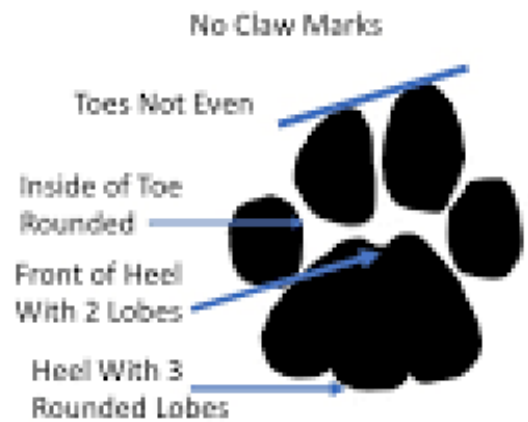 No Claw Marks
Toes Not Even
Inside of Toe
Rounded
Front of Heel
With 2 Lobes
Heel With 3
Rounded Lobes